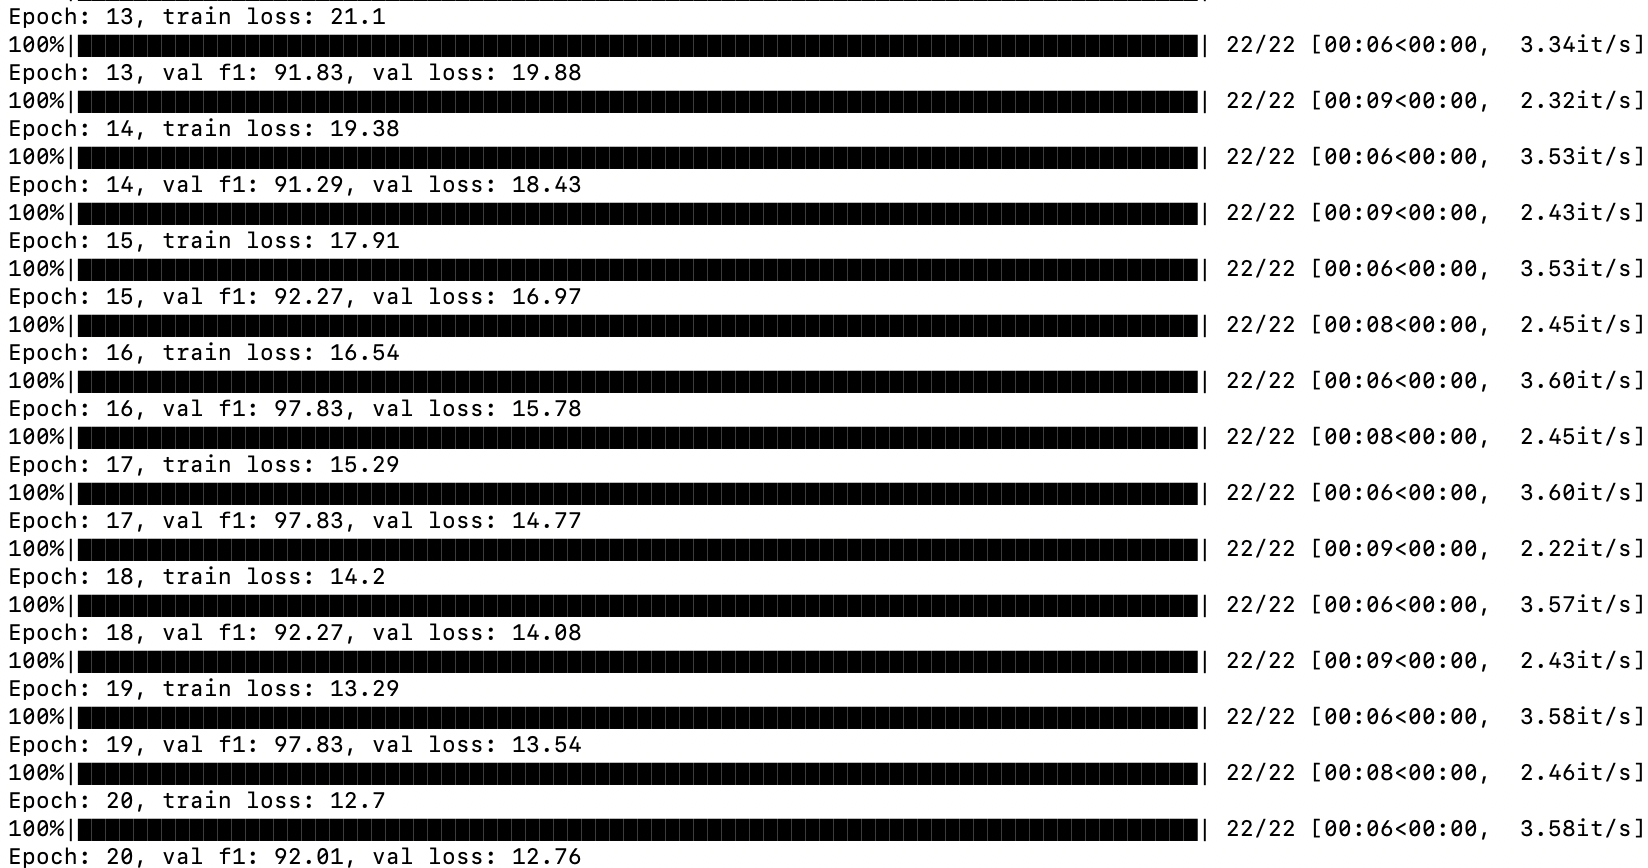 Epoch: 13, train loss: 21.1
100%|████████████████████████████████████████████████████████████████████████████████| 22/22 [00:06<00:00,  3.34it/s]
Epoch: 13, val f1: 91.83, val loss: 19.88
100%|████████████████████████████████████████████████████████████████████████████████| 22/22 [00:09<00:00,  2.32it/s]
Epoch: 14, train loss: 19.38
100%|████████████████████████████████████████████████████████████████████████████████| 22/22 [00:06<00:00,  3.53it/s]
Epoch: 14, val f1: 91.29, val loss: 18.43
100%|████████████████████████████████████████████████████████████████████████████████| 22/22 [00:09<00:00,  2.43it/s]
Epoch: 15, train loss: 17.91
100%|████████████████████████████████████████████████████████████████████████████████| 22/22 [00:06<00:00,  3.53it/s]
Epoch: 15, val f1: 92.27, val loss: 16.97
100%|████████████████████████████████████████████████████████████████████████████████| 22/22 [00:08<00:00,  2.45it/s]
Epoch: 16, train loss: 16.54
100%|████████████████████████████████████████████████████████████████████████████████| 22/22 [00:06<00:00,  3.60it/s]
Epoch: 16, val f1: 97.83, val loss: 15.78
100%|████████████████████████████████████████████████████████████████████████████████| 22/22 [00:08<00:00,  2.45it/s]
Epoch: 17, train loss: 15.29
100%|████████████████████████████████████████████████████████████████████████████████| 22/22 [00:06<00:00,  3.60it/s]
Epoch: 17, val f1: 97.83, val loss: 14.77
100%|████████████████████████████████████████████████████████████████████████████████| 22/22 [00:09<00:00,  2.22it/s]
Epoch: 18, train loss: 14.2
100%|████████████████████████████████████████████████████████████████████████████████| 22/22 [00:06<00:00,  3.57it/s]
Epoch: 18, val f1: 92.27, val loss: 14.08
100%|████████████████████████████████████████████████████████████████████████████████| 22/22 [00:09<00:00,  2.43it/s]
Epoch: 19, train loss: 13.29
100%|████████████████████████████████████████████████████████████████████████████████| 22/22 [00:06<00:00,  3.58it/s]
Epoch: 19, val f1: 97.83, val loss: 13.54
100%|████████████████████████████████████████████████████████████████████████████████| 22/22 [00:08<00:00,  2.46it/s]
Epoch: 20, train loss: 12.7
100%|████████████████████████████████████████████████████████████████████████████████| 22/22 [00:06<00:00,  3.58it/s]
Epoch: 20, val f1: 92.01, val loss: 12.76